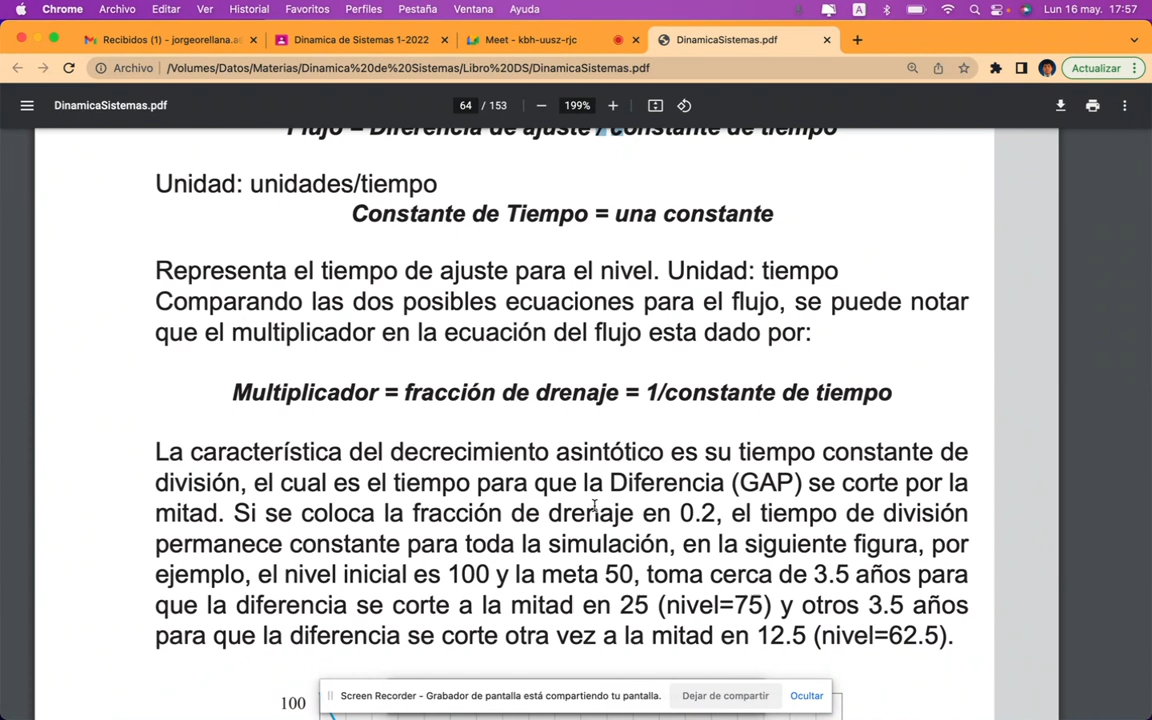 Chrome Archivo Editar Ver Historial Favoritos Perfiles Pestaña Ventana Ayuda A Lun 16 may. 17:57
Recibidos (1) - jorgeorellana.a
Dinamica de Sistemas 1-2022
Meet - kbh-uusz-rjc
DinamicaSistemas.pdf
Archivo /Volumes/Datos/Materias/Dinamica%20de%20Sistemas/Libro%20DS/DinamicaSistemas.pdf Actualizar
DinamicaSistemas.pdf 64 / 153 199%
Flujo = Diferencia de ajuste / constante de tiempo
Unidad: unidades/tiempo
Constante de Tiempo = una constante
Representa el tiempo de ajuste para el nivel. Unidad: tiempo
Comparando las dos posibles ecuaciones para el flujo, se puede notar
que el multiplicador en la ecuación del flujo esta dado por:
Multiplicador = fracción de drenaje = 1/constante de tiempo
La característica del decrecimiento asintótico es su tiempo constante de
división, el cual es el tiempo para que la Diferencia (GAP) se corte por la
mitad. Si se coloca la fracción de drenaje en 0.2, el tiempo de división
permanece constante para toda la simulación, en la siguiente figura, por
ejemplo, el nivel inicial es 100 y la meta 50, toma cerca de 3.5 años para
que la diferencia se corte a la mitad en 25 (nivel=75) y otros 3.5 años
para que la diferencia se corte otra vez a la mitad en 12.5 (nivel=62.5).
100
Screen Recorder - Grabador de pantalla está compartiendo tu pantalla. Dejar de compartir Ocultar